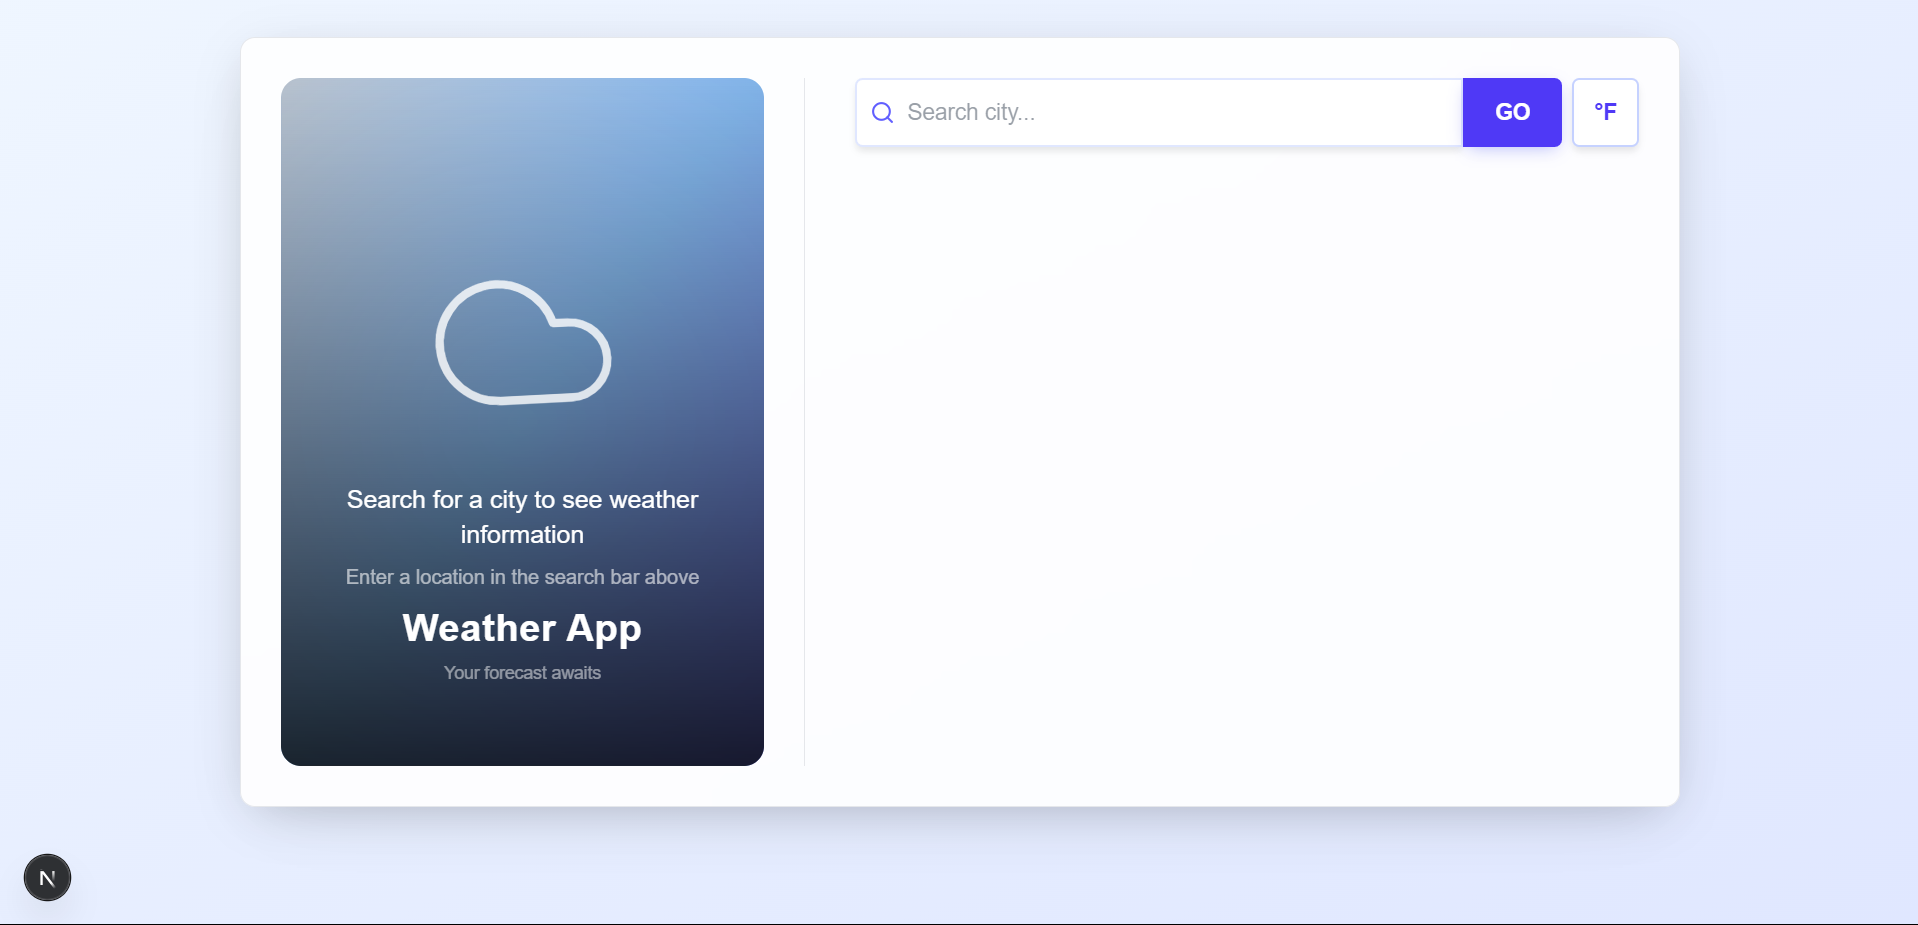 Search city...
GO
°F
Search for a city to see weather
information
Enter a location in the search bar above
Weather App
Your forecast awaits
N